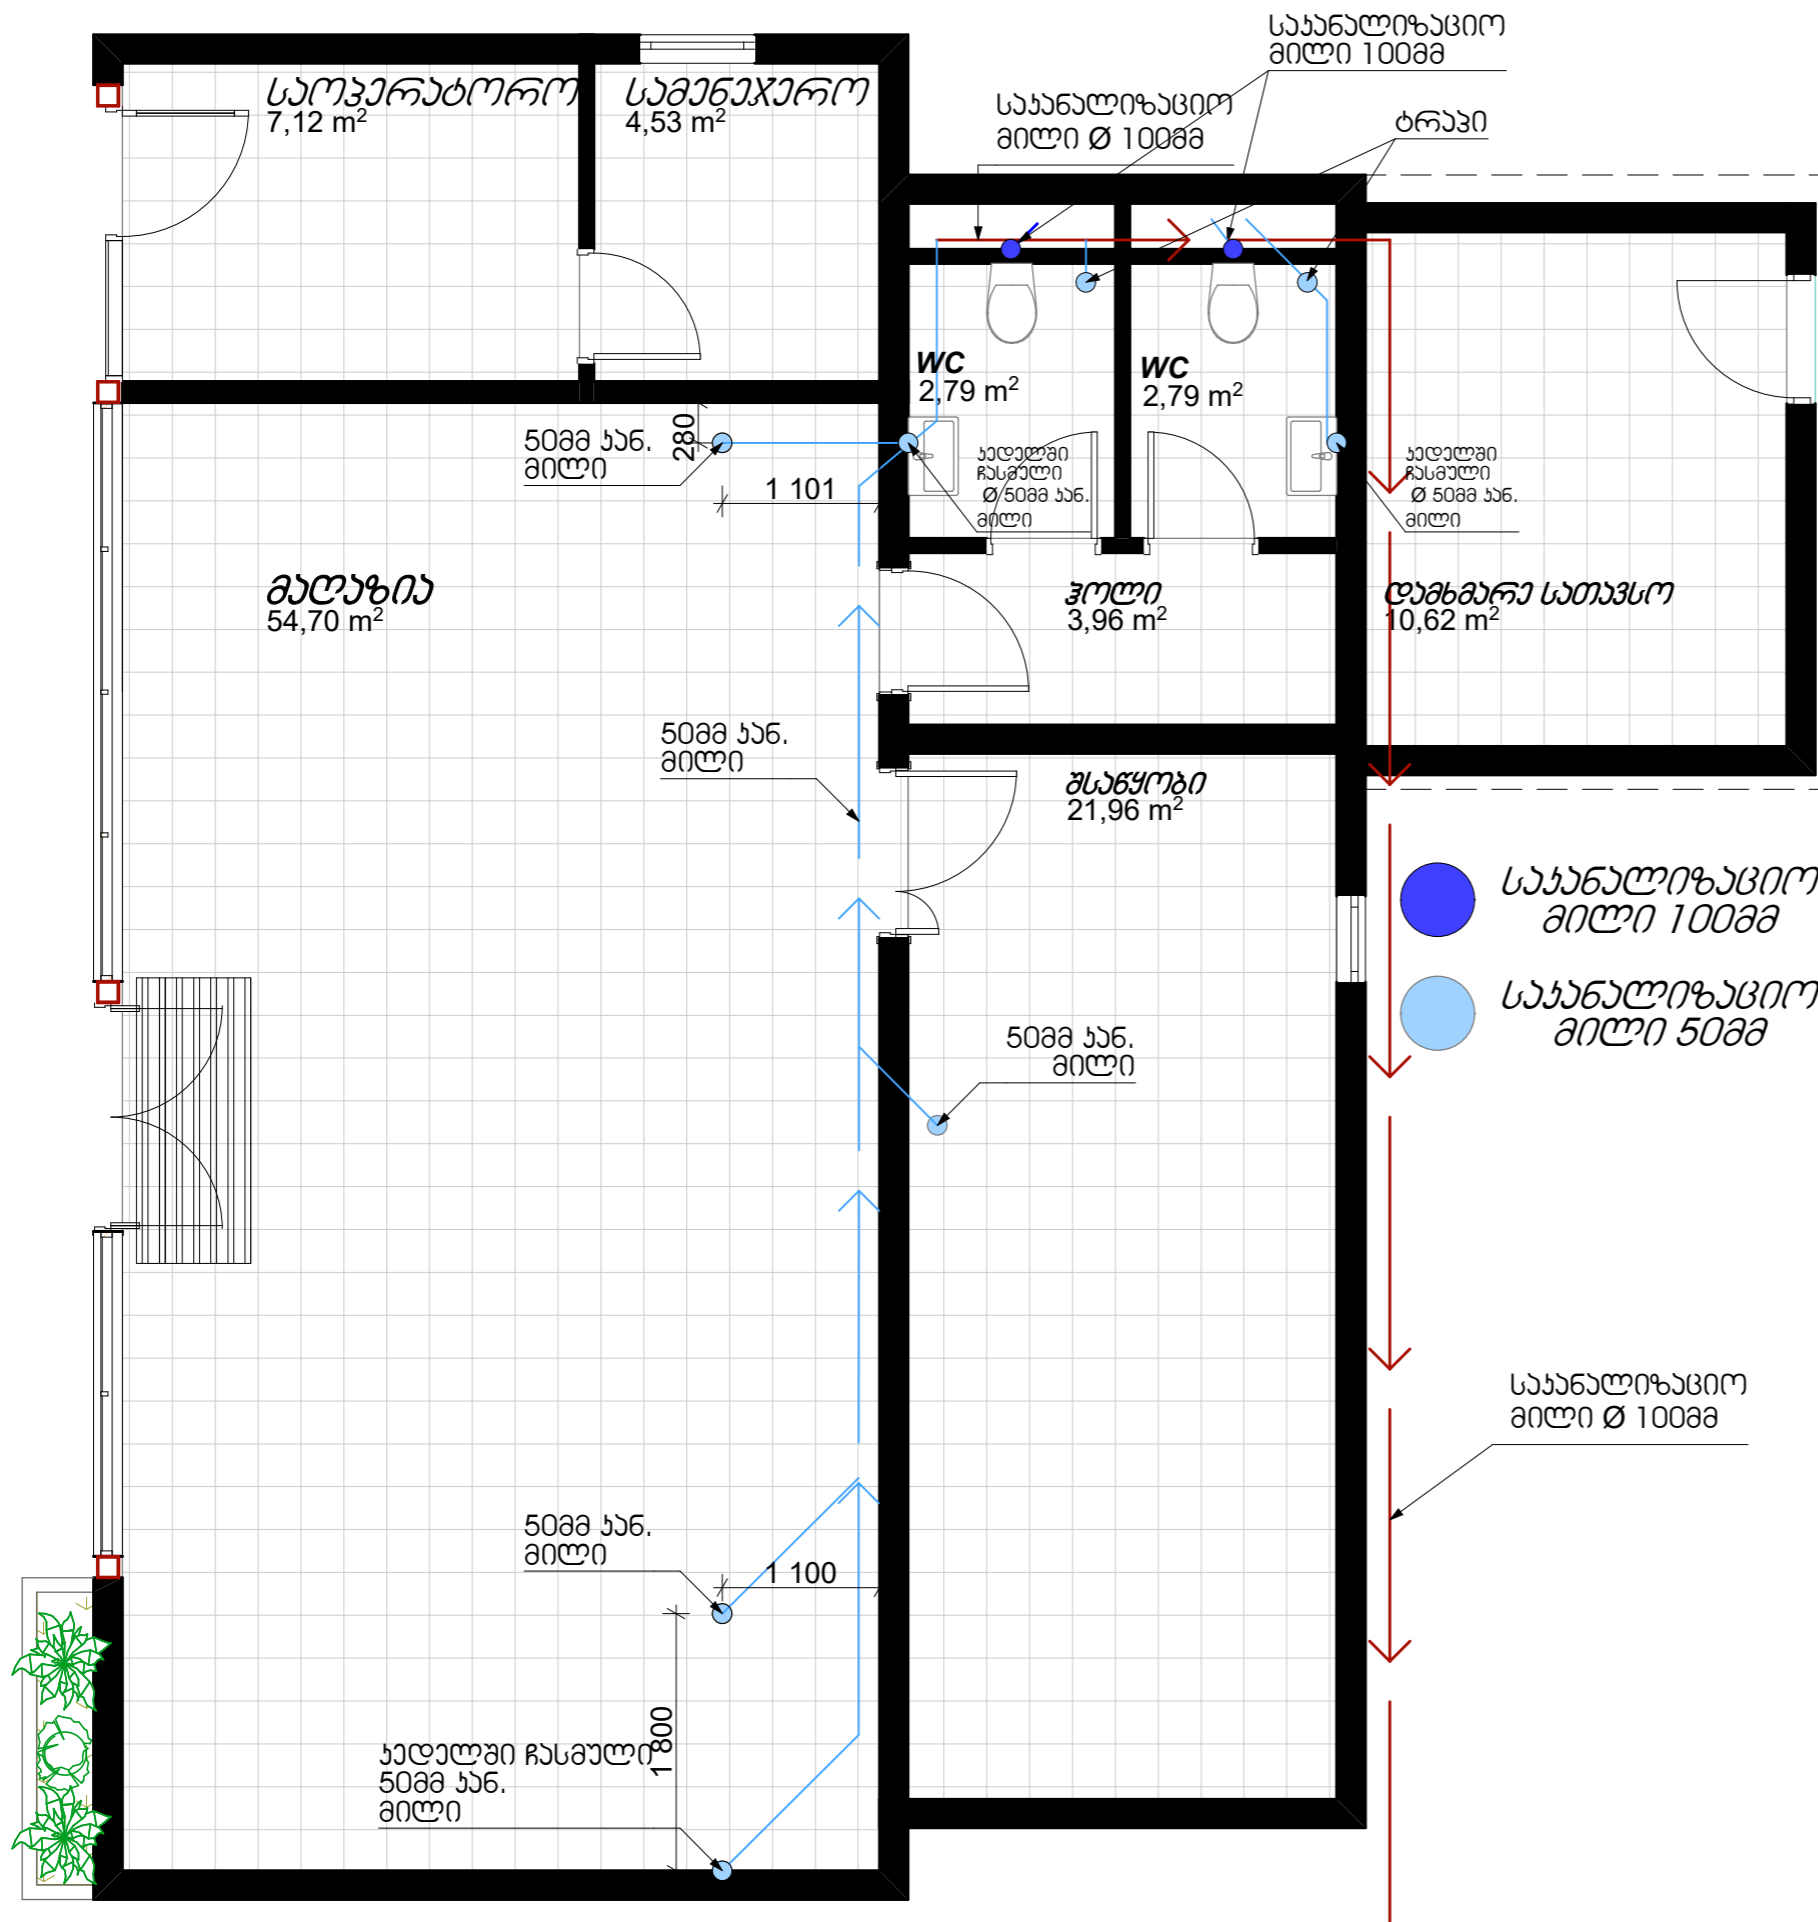 საკანალიზაციო
მილი 100მმ
საკანალიზაციო
მილი Ø 100მმ
ტრაპი
საოპერატორო
7,12 m²
სამენეჯერო
4,53 m²
WC
2,79 m²
WC
2,79 m²
50მმ კან.
მილი
280
1 101
კედელში
ჩასმული
Ø 50მმ კან.
მილი
კედელში
ჩასმული
Ø 50მმ კან.
მილი
მაღაზია
54,70 m²
ჰოლი
3,96 m²
დამხმარე სათავსო
10,62 m²
50მმ კან.
მილი
შსაწყობი
21,96 m²
საკანალიზაციო
მილი 100მმ
საკანალიზაციო
მილი 50მმ
50მმ კან.
მილი
საკანალიზაციო
მილი Ø 100მმ
50მმ კან.
მილი
1 100
1 800
კედელში ჩასმული
50მმ კან.
მილი